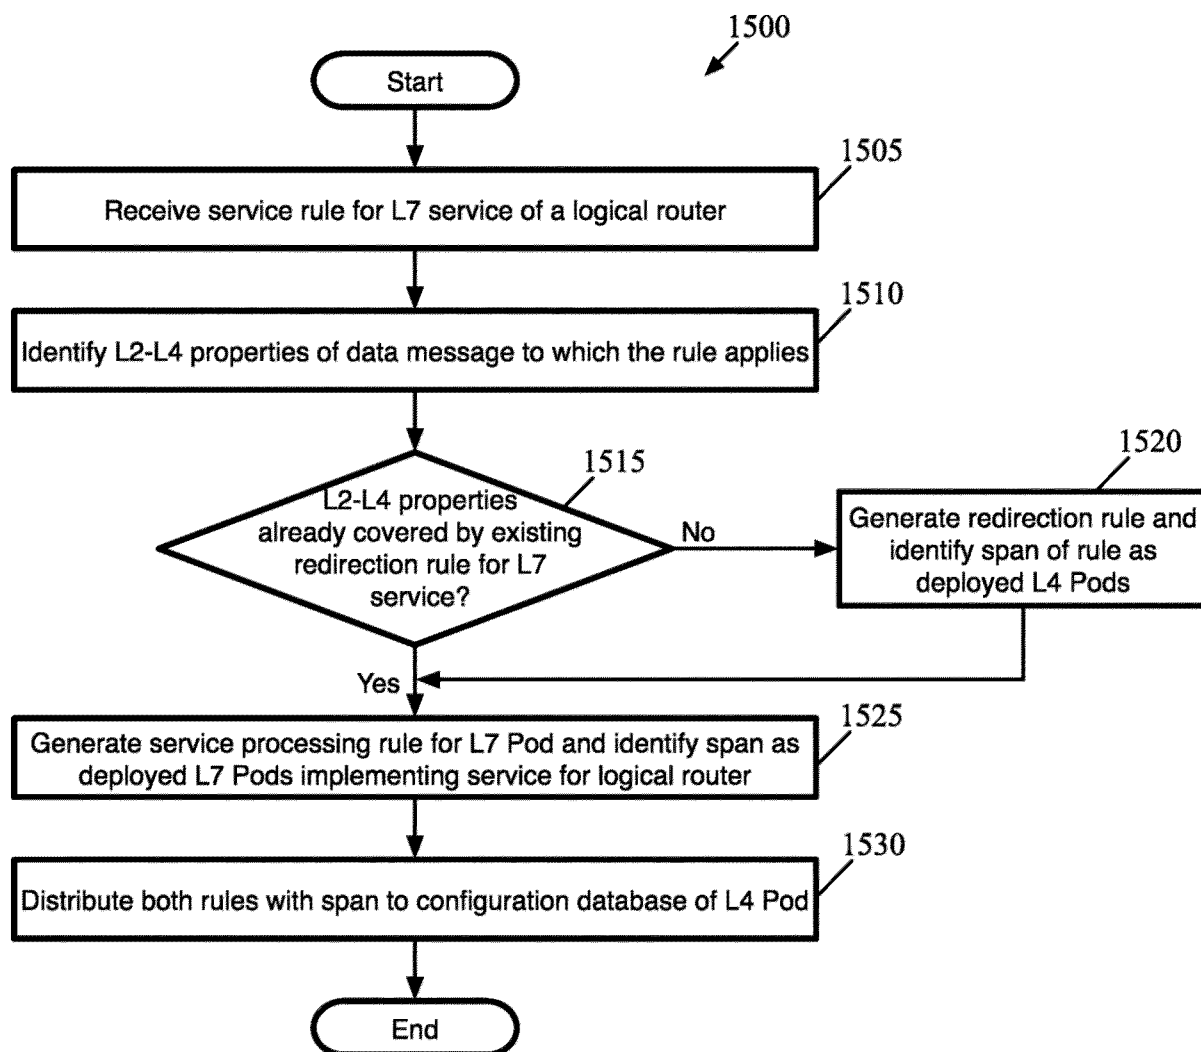 1500
Start
1505
Receive service rule for L7 service of a logical router
1510
Identify L2-L4 properties of data message to which the rule applies
1515
L2-L4 properties
already covered by existing
redirection rule for L7
service?
No
1520
Generate redirection rule and
identify span of rule as
deployed L4 Pods
Yes
1525
Generate service processing rule for L7 Pod and identify span as
deployed L7 Pods implementing service for logical router
1530
Distribute both rules with span to configuration database of L4 Pod
End